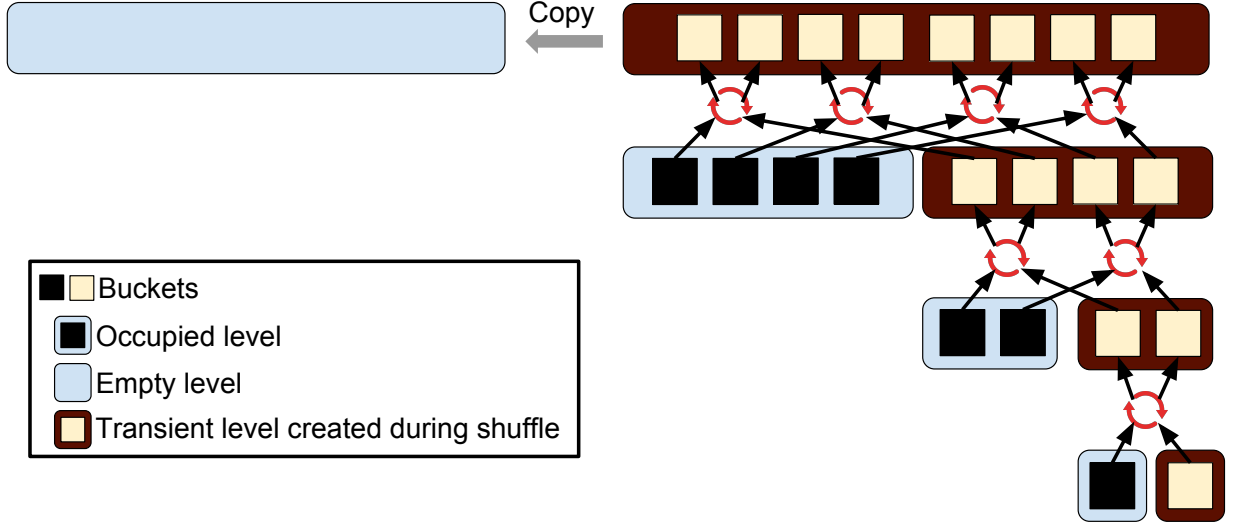 Copy
Buckets
Occupied level
Empty level
Transient level created during shuffle